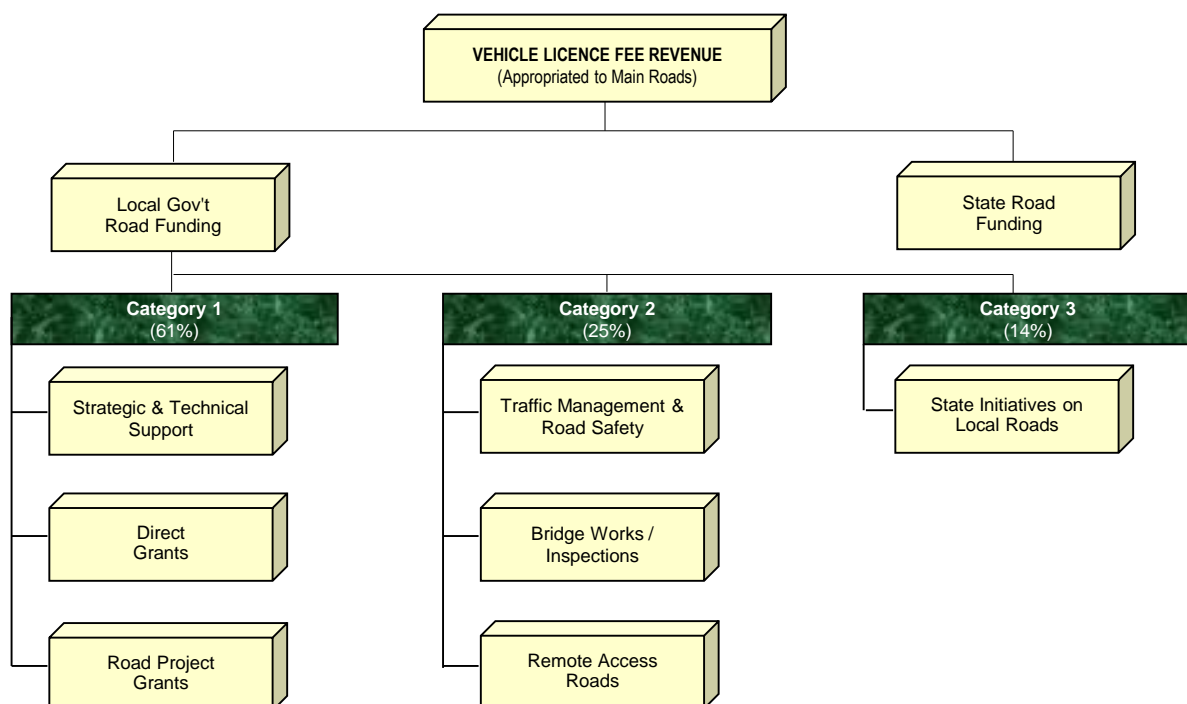 VEHICLE LICENCE FEE REVENUE
(Appropriated to Main Roads)
Local Gov't
Road Funding
State Road
Funding
Category 1
(61%)
Category 2
(25%)
Category 3
(14%)
Strategic & Technical
Support
Traffic Management &
Road Safety
State Initiatives on
Local Roads
Direct
Grants
Bridge Works /
Inspections
Road Project
Grants
Remote Access
Roads